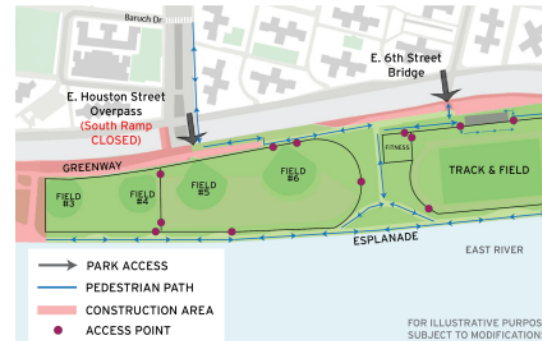 Baruch Dr
E. 6th Street
Bridge
E. Houston Street
Overpass
(South Ramp
CLOSED)
GREENWAY
FITNESS
TRACK & FIELD
FIELD
#3
FIELD
#4
FIELD
#5
FIELD
#6
ESPLANADE
EAST RIVER
PARK ACCESS
PEDESTRIAN PATH
CONSTRUCTION AREA
ACCESS POINT
FOR ILLUSTRATIVE PURPOS
SUBJECT TO MODIFICATION